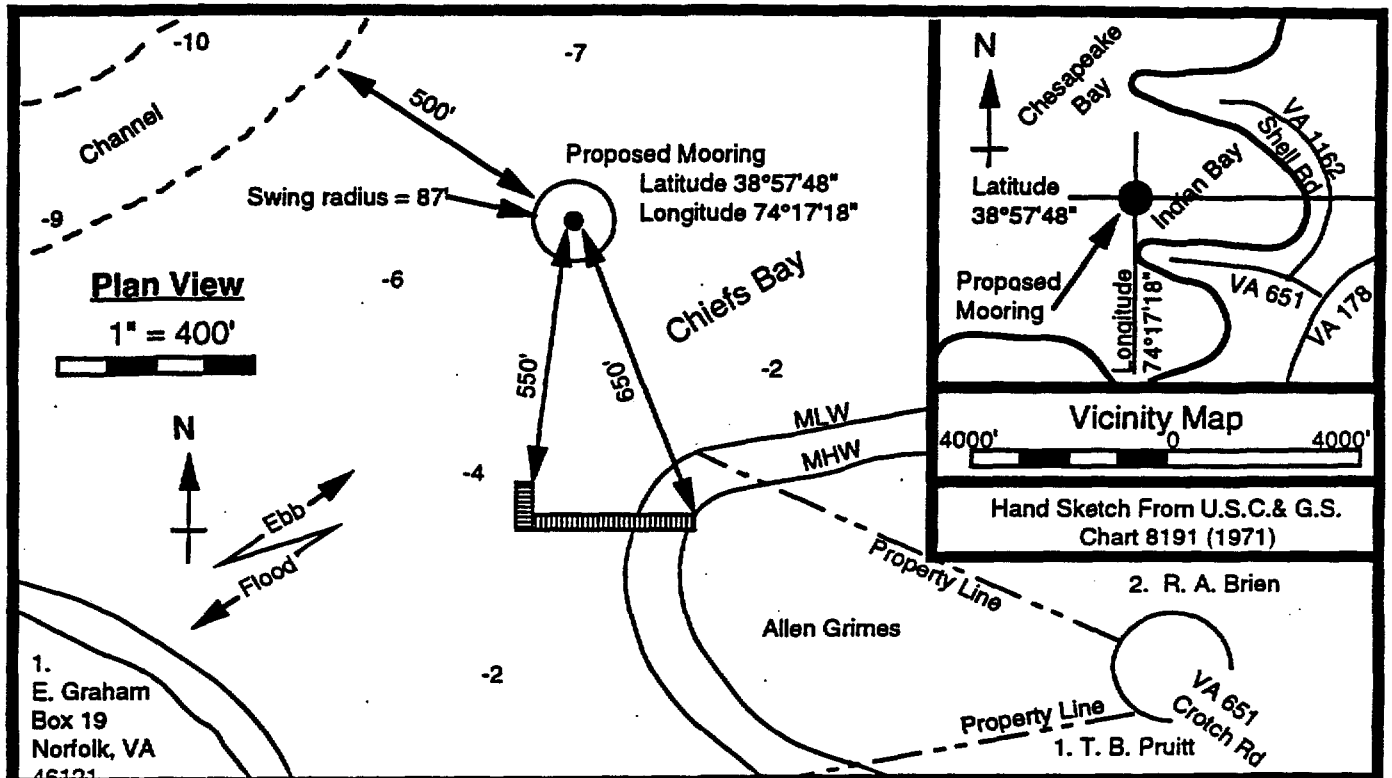 -10
-7
Channel
500'
Proposed Mooring
Latitude 38°57'48"
Longitude 74°17'18"
Swing radius = 87'
-9
-6
Plan View
1" = 400'
Chiefs Bay
550'
650'
-2
MLW
MHW
N
-4
Ebb
Flood
Property Line
Allen Grimes
-2
1.
E. Graham
Box 19
Norfolk, VA
2. R. A. Brien
VA 651
Crotch Rd
Property Line
1. T. B. Pruitt
N
Chesapeake
Bay
VA 1162
Shell Rd
Indian Bay
Latitude
38°57'48"
Proposed
Mooring
Longitude
74°17'18"
VA 651
VA 178
Vicinity Map
4000' 0 4000'
Hand Sketch From U.S.C.& G.S.
Chart 8191 (1971)